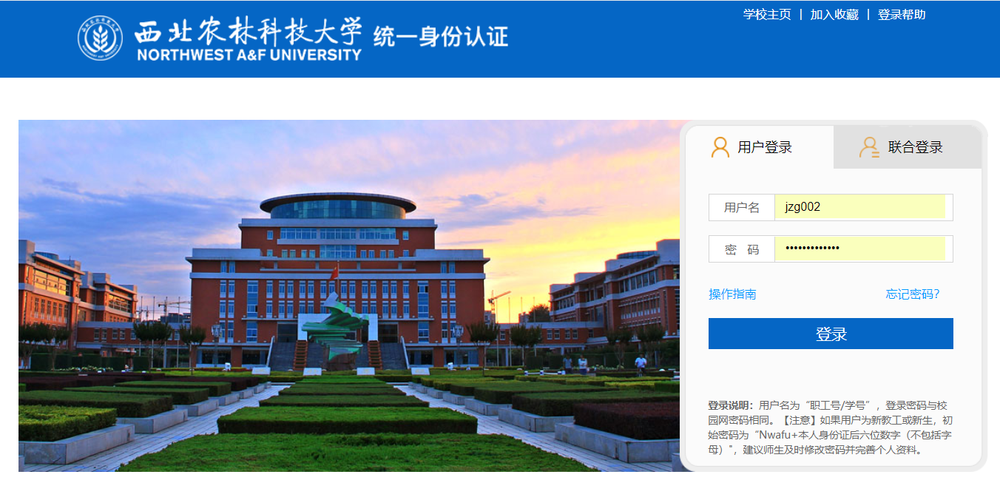 西北农林科技大学 统一身份认证
NORTHWEST A&F UNIVERSITY
学校主页 | 加入收藏 | 登录帮助
用户登录 联合登录
用户名 jzg002
密 码 •••••••••••••
操作指南 忘记密码?
登录
登录说明：用户名为“职工号/学号”，登录密码与校
园网密码相同。【注意】如果用户为新教工或新生，初
始密码为“Nwafu+本人身份证后六位数字（不包括字
母）"，建议师生及时修改密码并完善个人资料。